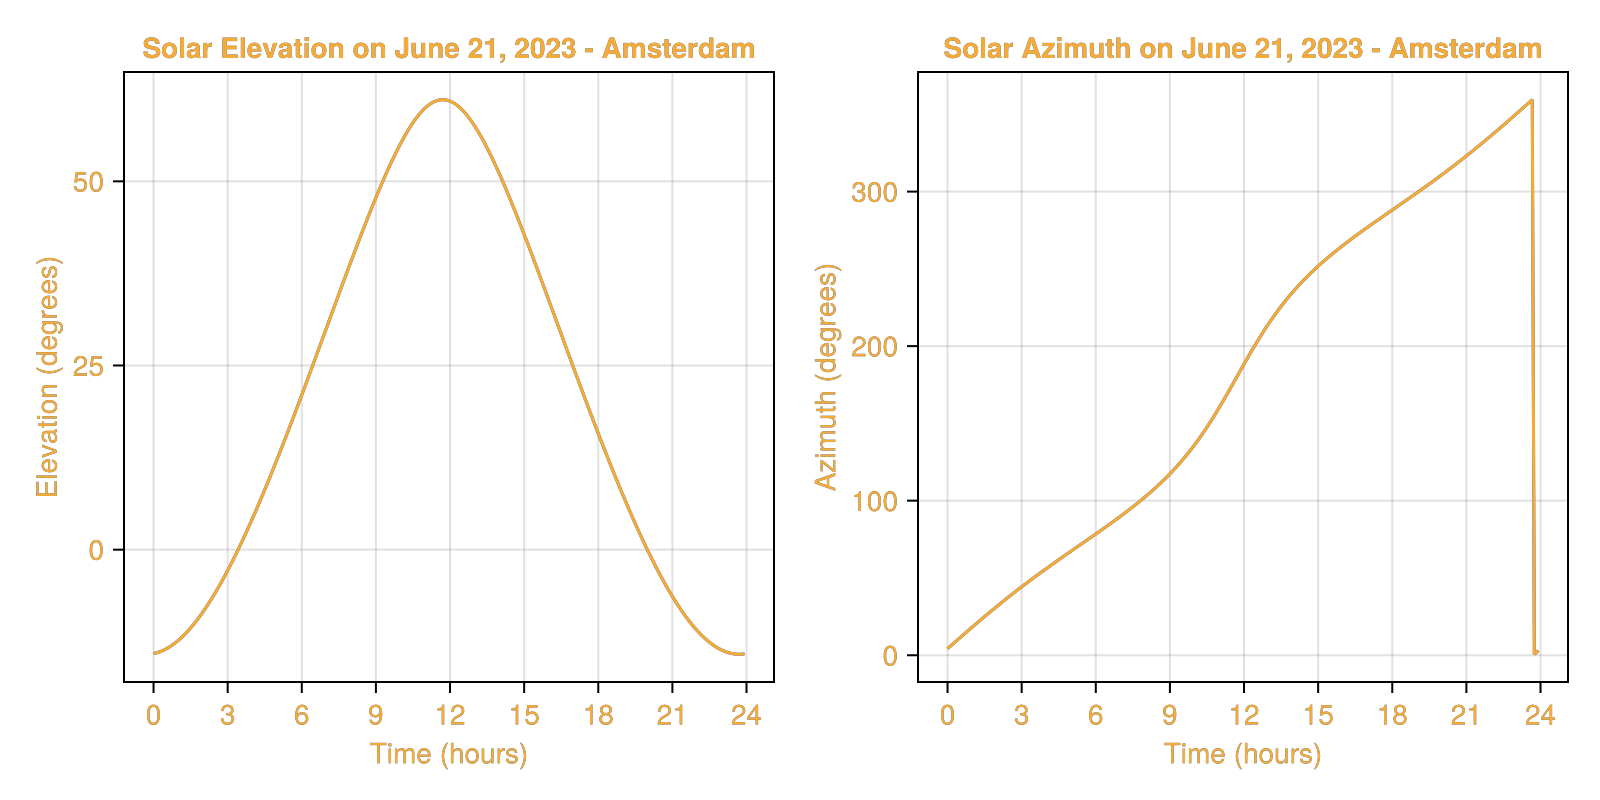 Solar Elevation on June 21, 2023 - Amsterdam
Elevation (degrees)
50
25
0
0 3 6 9 12 15 18 21 24
Time (hours)
Solar Azimuth on June 21, 2023 - Amsterdam
Azimuth (degrees)
300
200
100
0
0 3 6 9 12 15 18 21 24
Time (hours)